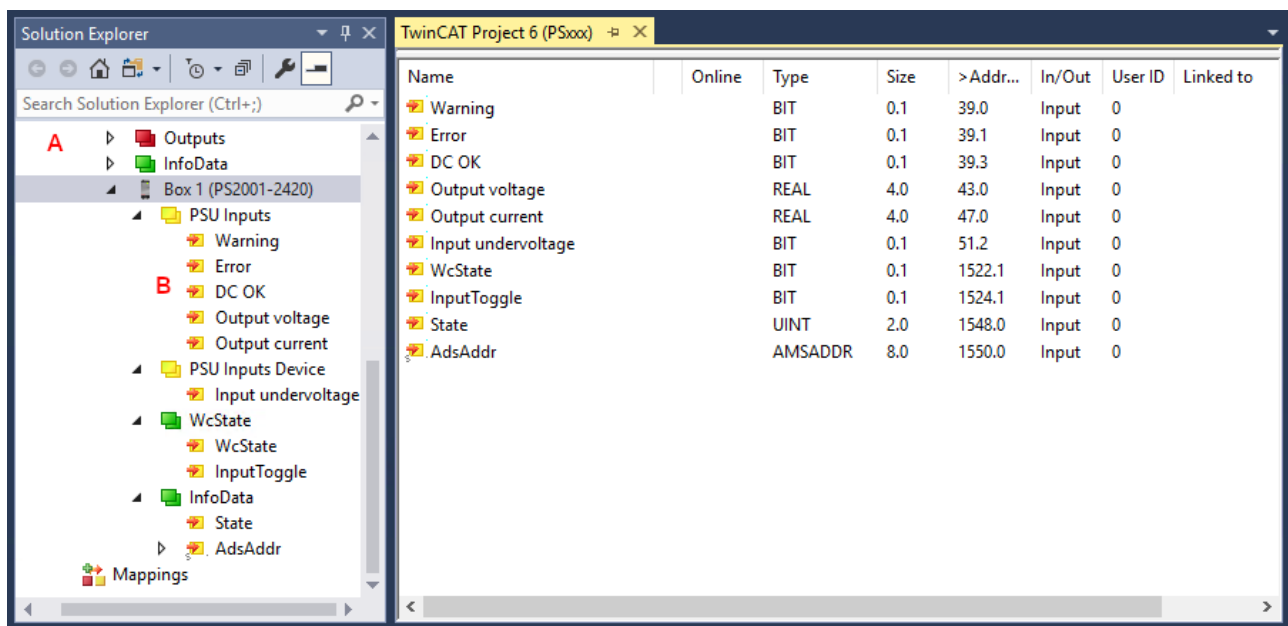 Solution Explorer
Search Solution Explorer (Ctrl+;)
A
Outputs
InfoData
Box 1 (PS2001-2420)
PSU Inputs
Warning
Error
B
DC OK
Output voltage
Output current
PSU Inputs Device
Input undervoltage
WcState
WcState
InputToggle
InfoData
State
AdsAddr
Mappings
TwinCAT Project 6 (PSxxx)
Name Online Type Size >Addr... In/Out User ID Linked to
Warning BIT 0.1 39.0 Input 0
Error BIT 0.1 39.1 Input 0
DC OK BIT 0.1 39.3 Input 0
Output voltage REAL 4.0 43.0 Input 0
Output current REAL 4.0 47.0 Input 0
Input undervoltage BIT 0.1 51.2 Input 0
WcState BIT 0.1 1522.1 Input 0
InputToggle BIT 0.1 1524.1 Input 0
State UINT 2.0 1548.0 Input 0
AdsAddr AMSADDR 8.0 1550.0 Input 0